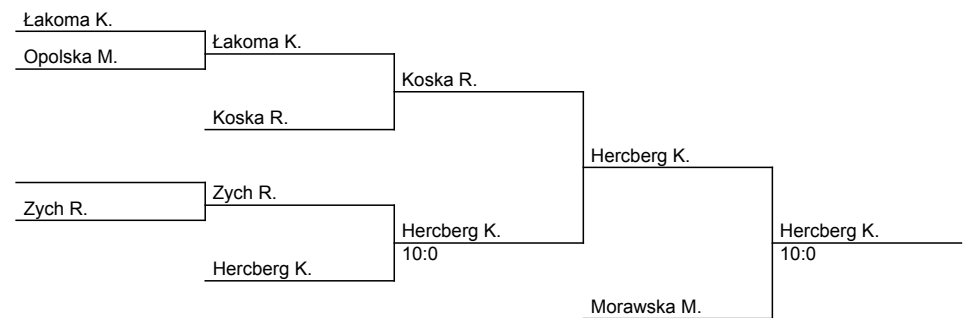 Łakoma K.
Opolska M.
Łakoma K.
Koska R.
Koska R.
Zych R.
Zych R.
Hercberg K.
Hercberg K.
10:0
Hercberg K.
Morawska M.
Hercberg K.
10:0